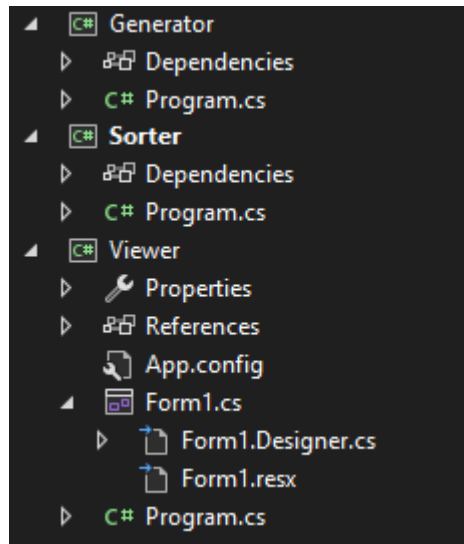 C# Generator
Dependencies
C# Program.cs
C# Sorter
Dependencies
C# Program.cs
C# Viewer
Properties
References
App.config
Form1.cs
Form1.Designer.cs
Form1.resx
C# Program.cs